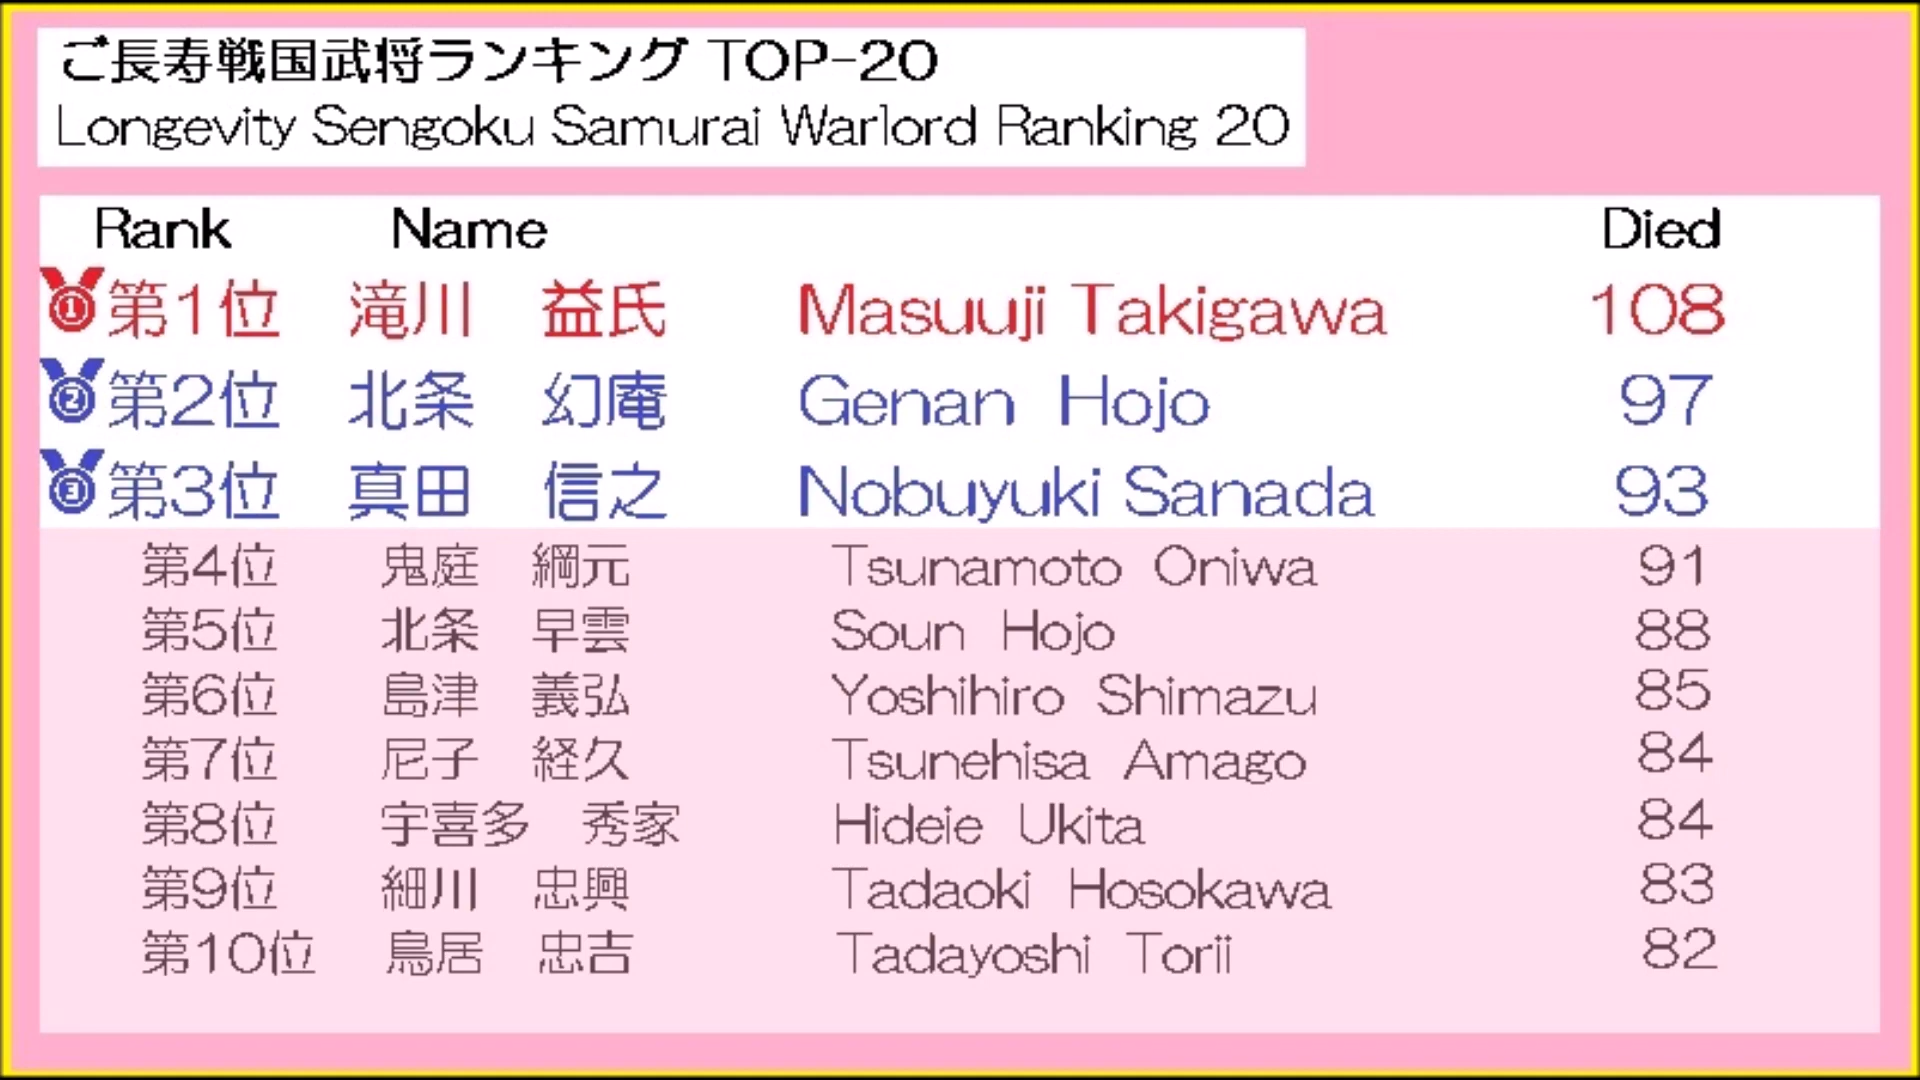 ご長寿戦国武将ランキング TOP-20
Longevity Sengoku Samurai Warlord Ranking 20
Rank Name Died
1 第1位 滝川 益氏 Masuuji Takigawa 108
2 第2位 北条 幻庵 Genan Hojo 97
3 第3位 真田 信之 Nobuyuki Sanada 93
第4位 鬼庭 綱元 Tsunamoto Oniwa 91
第5位 北条 早雲 Soun Hojo 88
第6位 島津 義弘 Yoshihiro Shimazu 85
第7位 尼子 経久 Tsunehisa Amago 84
第8位 宇喜多 秀家 Hideie Ukita 84
第9位 細川 忠興 Tadaoki Hosokawa 83
第10位 鳥居 忠吉 Tadayoshi Torii 82